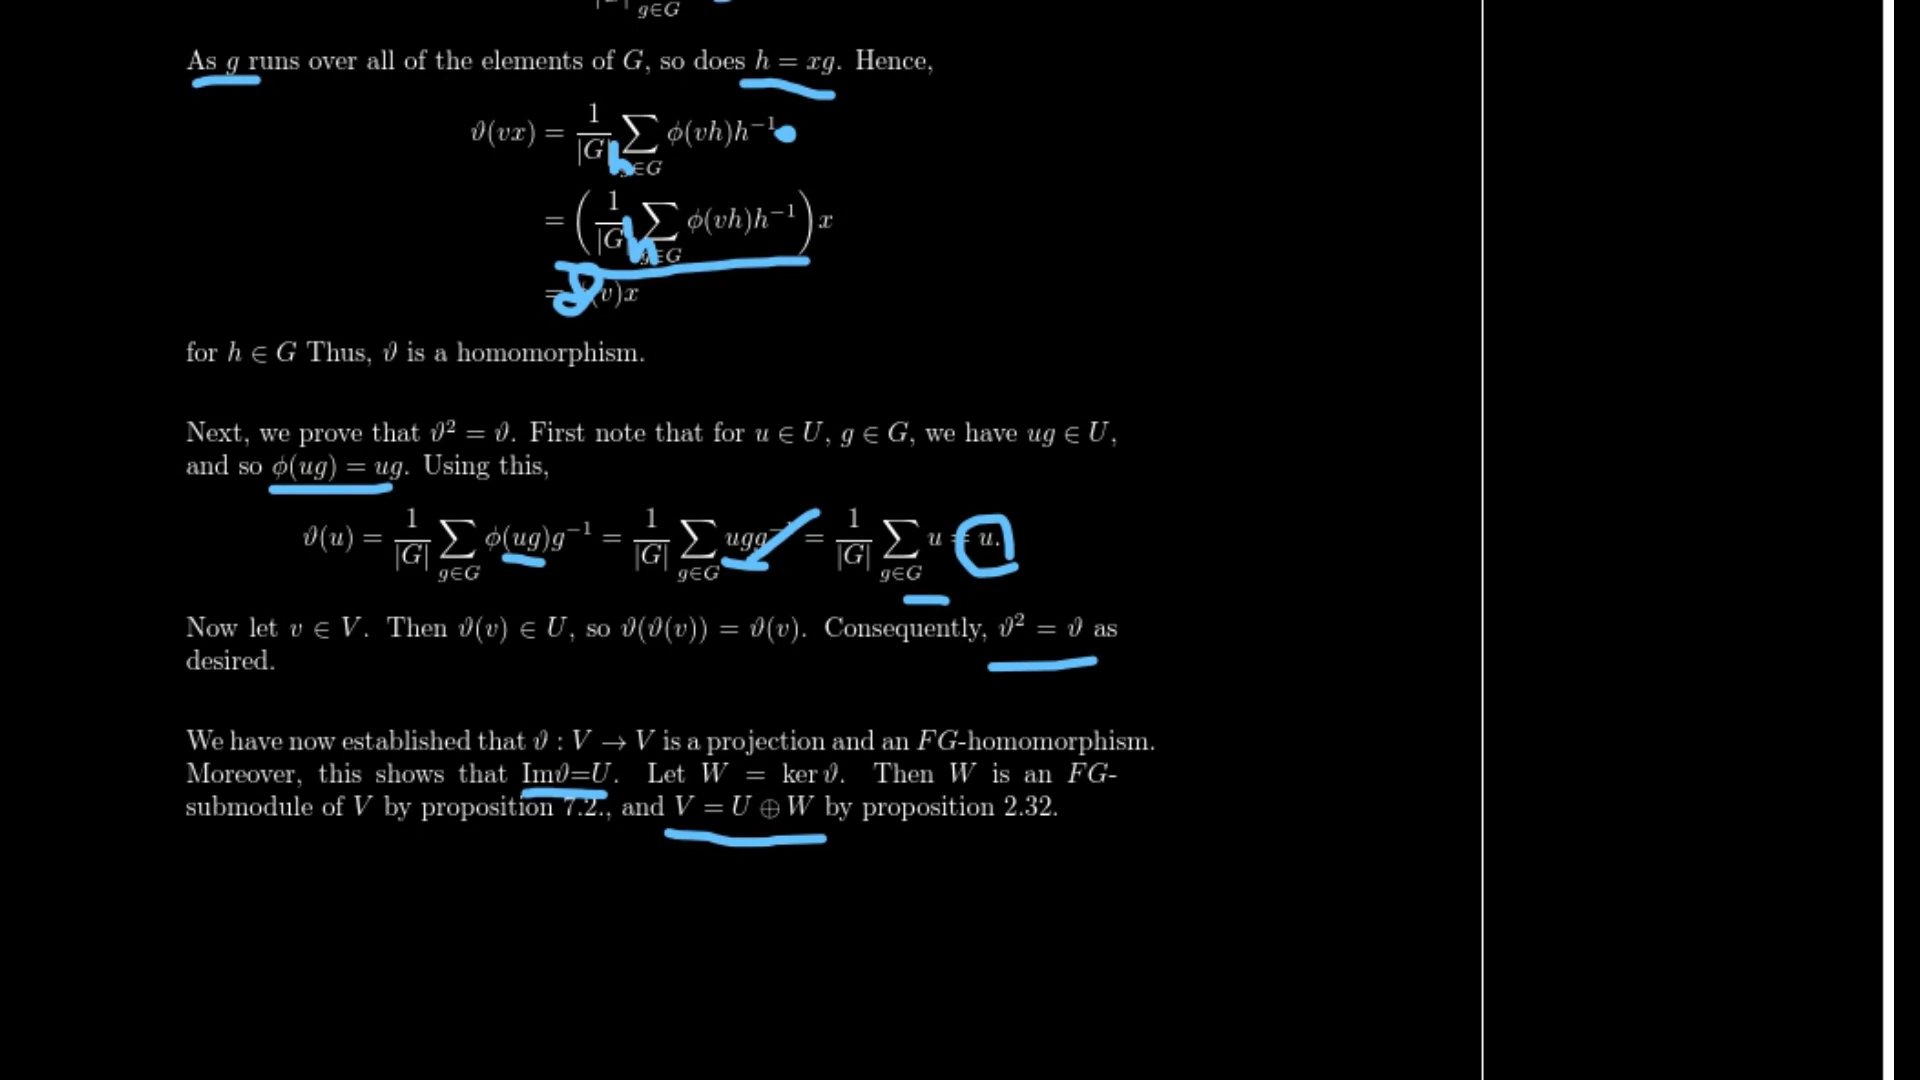 g∈G
As g runs over all of the elements of G, so does h = xg. Hence,
ϑ(vx) = 1/|G| ∑ h∈G φ(vh)h⁻¹
= ( 1/|G| ∑ h g∈G φ(vh)h⁻¹ ) x
= ϑ(v)x
for h ∈ G Thus, ϑ is a homomorphism.
Next, we prove that ϑ² = ϑ. First note that for u ∈ U, g ∈ G, we have ug ∈ U,
and so φ(ug) = ug. Using this,
ϑ(u) = 1/|G| ∑ g∈G φ(ug)g⁻¹ = 1/|G| ∑ g∈G ugg⁻¹ = 1/|G| ∑ g∈G u = u.
Now let v ∈ V. Then ϑ(v) ∈ U, so ϑ(ϑ(v)) = ϑ(v). Consequently, ϑ² = ϑ as
desired.
We have now established that ϑ : V → V is a projection and an FG-homomorphism.
Moreover, this shows that Imϑ=U. Let W = ker ϑ. Then W is an FG-
submodule of V by proposition 7.2., and V = U ⊕ W by proposition 2.32.